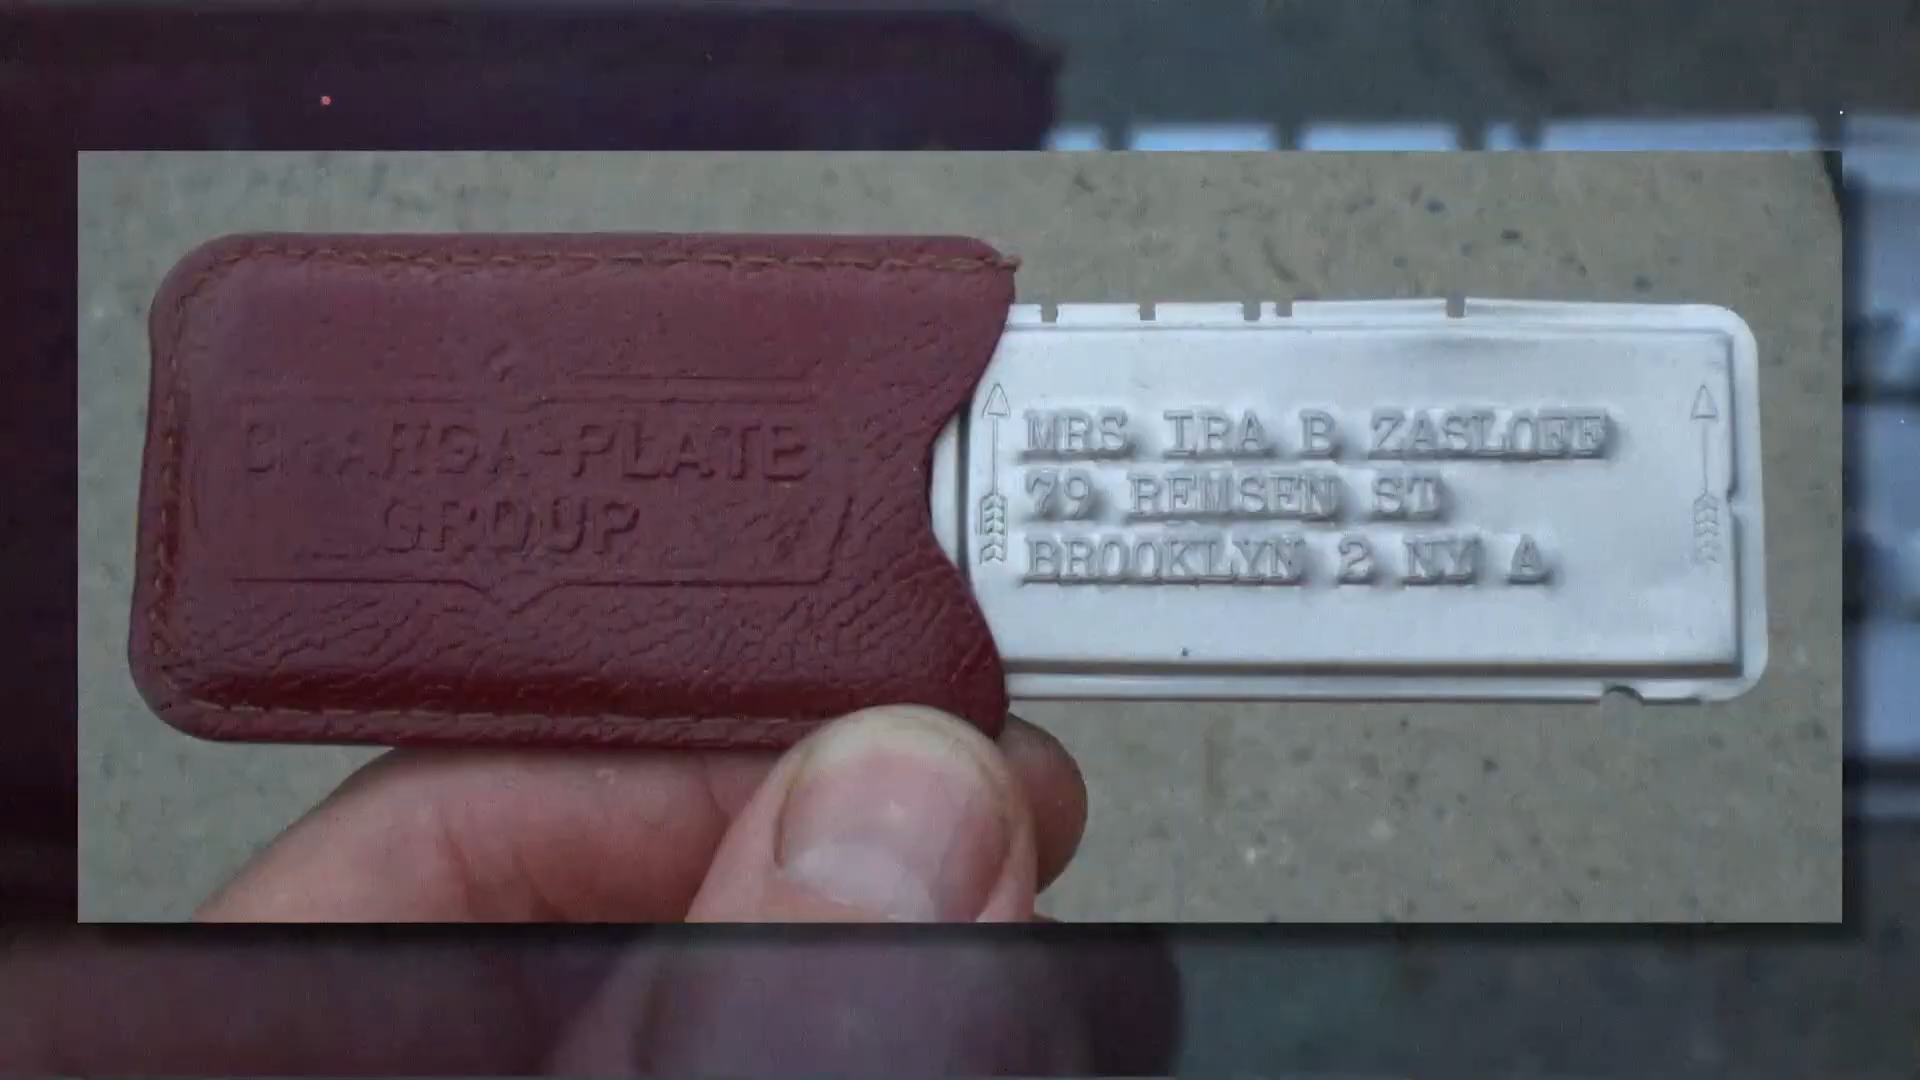 CHARGA-PLATE
GROUP
MRS IRA B ZASLOFF
79 REMSEN ST
BROOKLYN 2 NY A